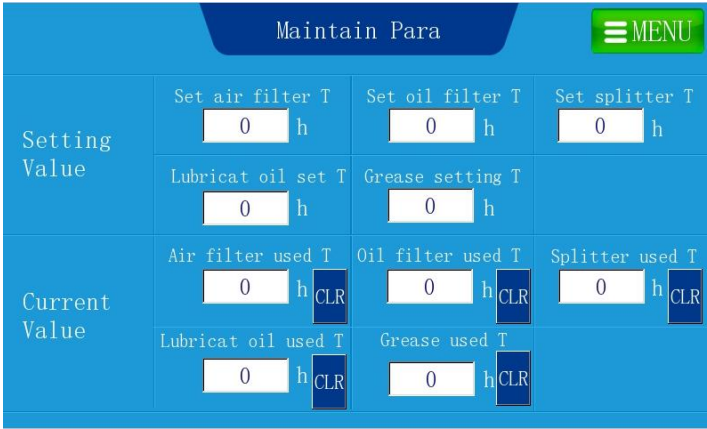 Maintain Para
MENU
Set air filter T Set oil filter T Set splitter T
0 h 0 h 0 h
Setting
Value
Lubricat oil set T Grease setting T
0 h 0 h
Air filter used T Oil filter used T Splitter used T
0 h CLR 0 h CLR 0 h CLR
Current
Value
Lubricat oil used T Grease used T
0 h CLR 0 h CLR